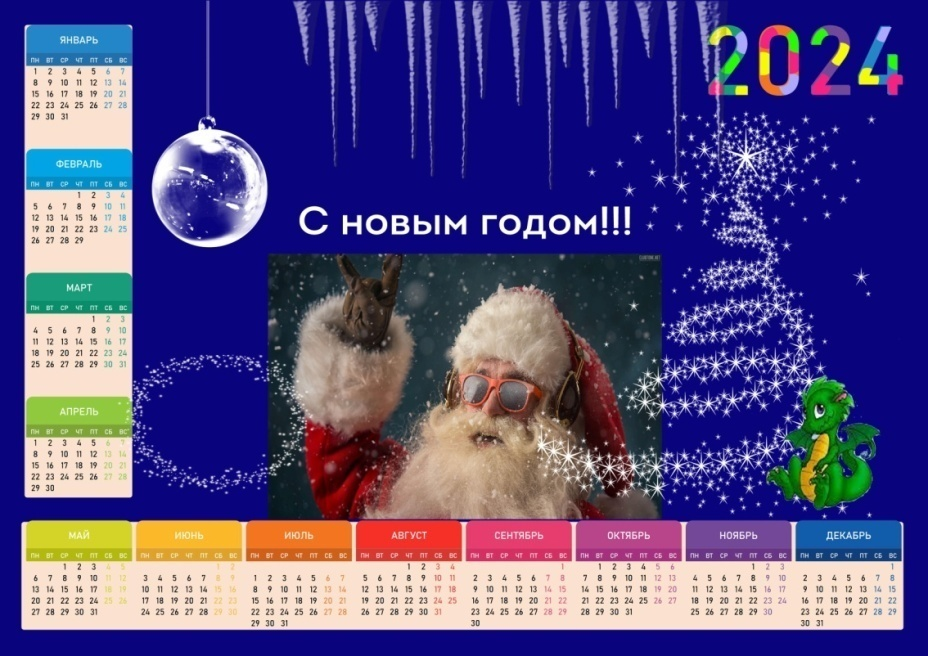 2024
С новым годом!!!
ЯНВАРЬ
ПН ВТ СР ЧТ ПТ СБ ВС
1 2 3 4 5 6 7
8 9 10 11 12 13 14
15 16 17 18 19 20 21
22 23 24 25 26 27 28
29 30 31
ФЕВРАЛЬ
ПН ВТ СР ЧТ ПТ СБ ВС
1 2 3 4
5 6 7 8 9 10 11
12 13 14 15 16 17 18
19 20 21 22 23 24 25
26 27 28 29
МАРТ
ПН ВТ СР ЧТ ПТ СБ ВС
1 2 3
4 5 6 7 8 9 10
11 12 13 14 15 16 17
18 19 20 21 22 23 24
25 26 27 28 29 30 31
АПРЕЛЬ
ПН ВТ СР ЧТ ПТ СБ ВС
1 2 3 4 5 6 7
8 9 10 11 12 13 14
15 16 17 18 19 20 21
22 23 24 25 26 27 28
29 30
МАЙ
ПН ВТ СР ЧТ ПТ СБ ВС
1 2 3 4 5
6 7 8 9 10 11 12
13 14 15 16 17 18 19
20 21 22 23 24 25 26
27 28 29 30 31
ИЮНЬ
ПН ВТ СР ЧТ ПТ СБ ВС
1 2
3 4 5 6 7 8 9
10 11 12 13 14 15 16
17 18 19 20 21 22 23
24 25 26 27 28 29 30
ИЮЛЬ
ПН ВТ СР ЧТ ПТ СБ ВС
1 2 3 4 5 6 7
8 9 10 11 12 13 14
15 16 17 18 19 20 21
22 23 24 25 26 27 28
29 30 31
АВГУСТ
ПН ВТ СР ЧТ ПТ СБ ВС
1 2 3 4
5 6 7 8 9 10 11
12 13 14 15 16 17 18
19 20 21 22 23 24 25
26 27 28 29 30 31
СЕНТЯБРЬ
ПН ВТ СР ЧТ ПТ СБ ВС
1
2 3 4 5 6 7 8
9 10 11 12 13 14 15
16 17 18 19 20 21 22
23 24 25 26 27 28 29
30
ОКТЯБРЬ
ПН ВТ СР ЧТ ПТ СБ ВС
1 2 3 4 5 6
7 8 9 10 11 12 13
14 15 16 17 18 19 20
21 22 23 24 25 26 27
28 29 30 31
НОЯБРЬ
ПН ВТ СР ЧТ ПТ СБ ВС
1 2 3
4 5 6 7 8 9 10
11 12 13 14 15 16 17
18 19 20 21 22 23 24
25 26 27 28 29 30
ДЕКАБРЬ
ПН ВТ СР ЧТ ПТ СБ ВС
1
2 3 4 5 6 7 8
9 10 11 12 13 14 15
16 17 18 19 20 21 22
23 24 25 26 27 28 29
30 31